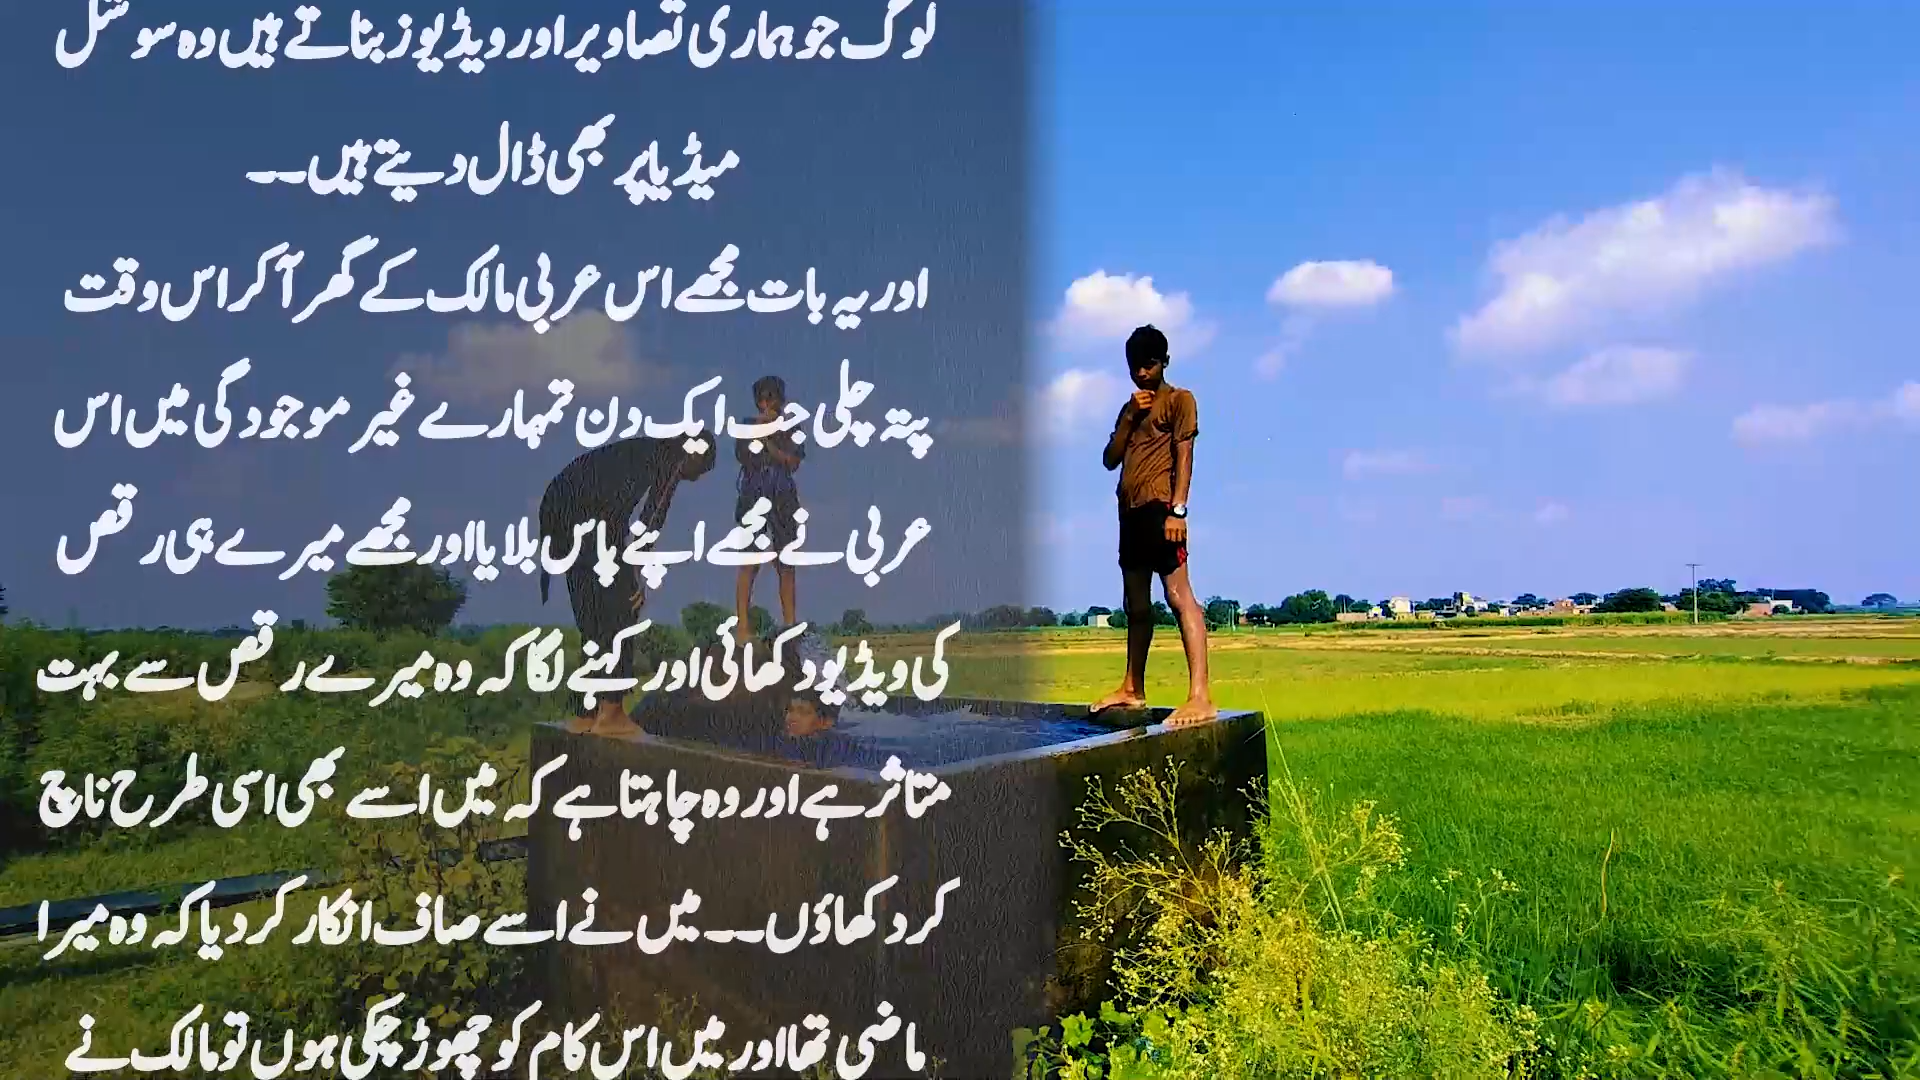 لوگ جو ہماری تصاویر اور ویڈیوز بناتے ہیں وہ سوشل
میڈیا پر بھی ڈال دیتے ہیں۔۔
اور یہ بات مجھے اس عربی مالک کے گھر آ کر اس وقت
پتہ چلی جب ایک دن تمہارے غیر موجودگی میں اس
عربی نے مجھے اپنے پاس بلایا اور مجھے میرے ہی رقص
کی ویڈیو دکھائی اور کہنے لگا کہ وہ میرے رقص سے بہت
متاثر ہے اور وہ چاہتا ہے کہ میں اسے بھی اسی طرح ناچ
کر دکھاؤں۔۔ میں نے اسے صاف انکار کر دیا کہ وہ میرا
ماضی تھا اور میں اس کام کو چھوڑ چکی ہوں تو مالک نے